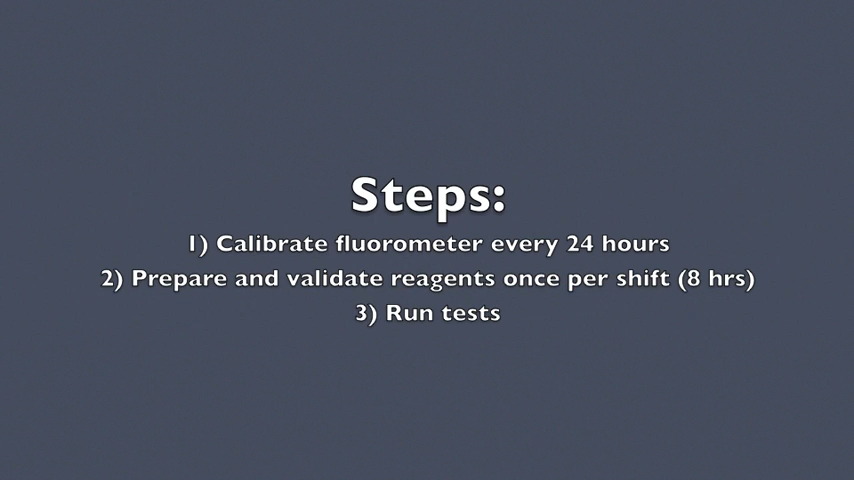 Steps:
1) Calibrate fluorometer every 24 hours
2) Prepare and validate reagents once per shift (8 hrs)
3) Run tests